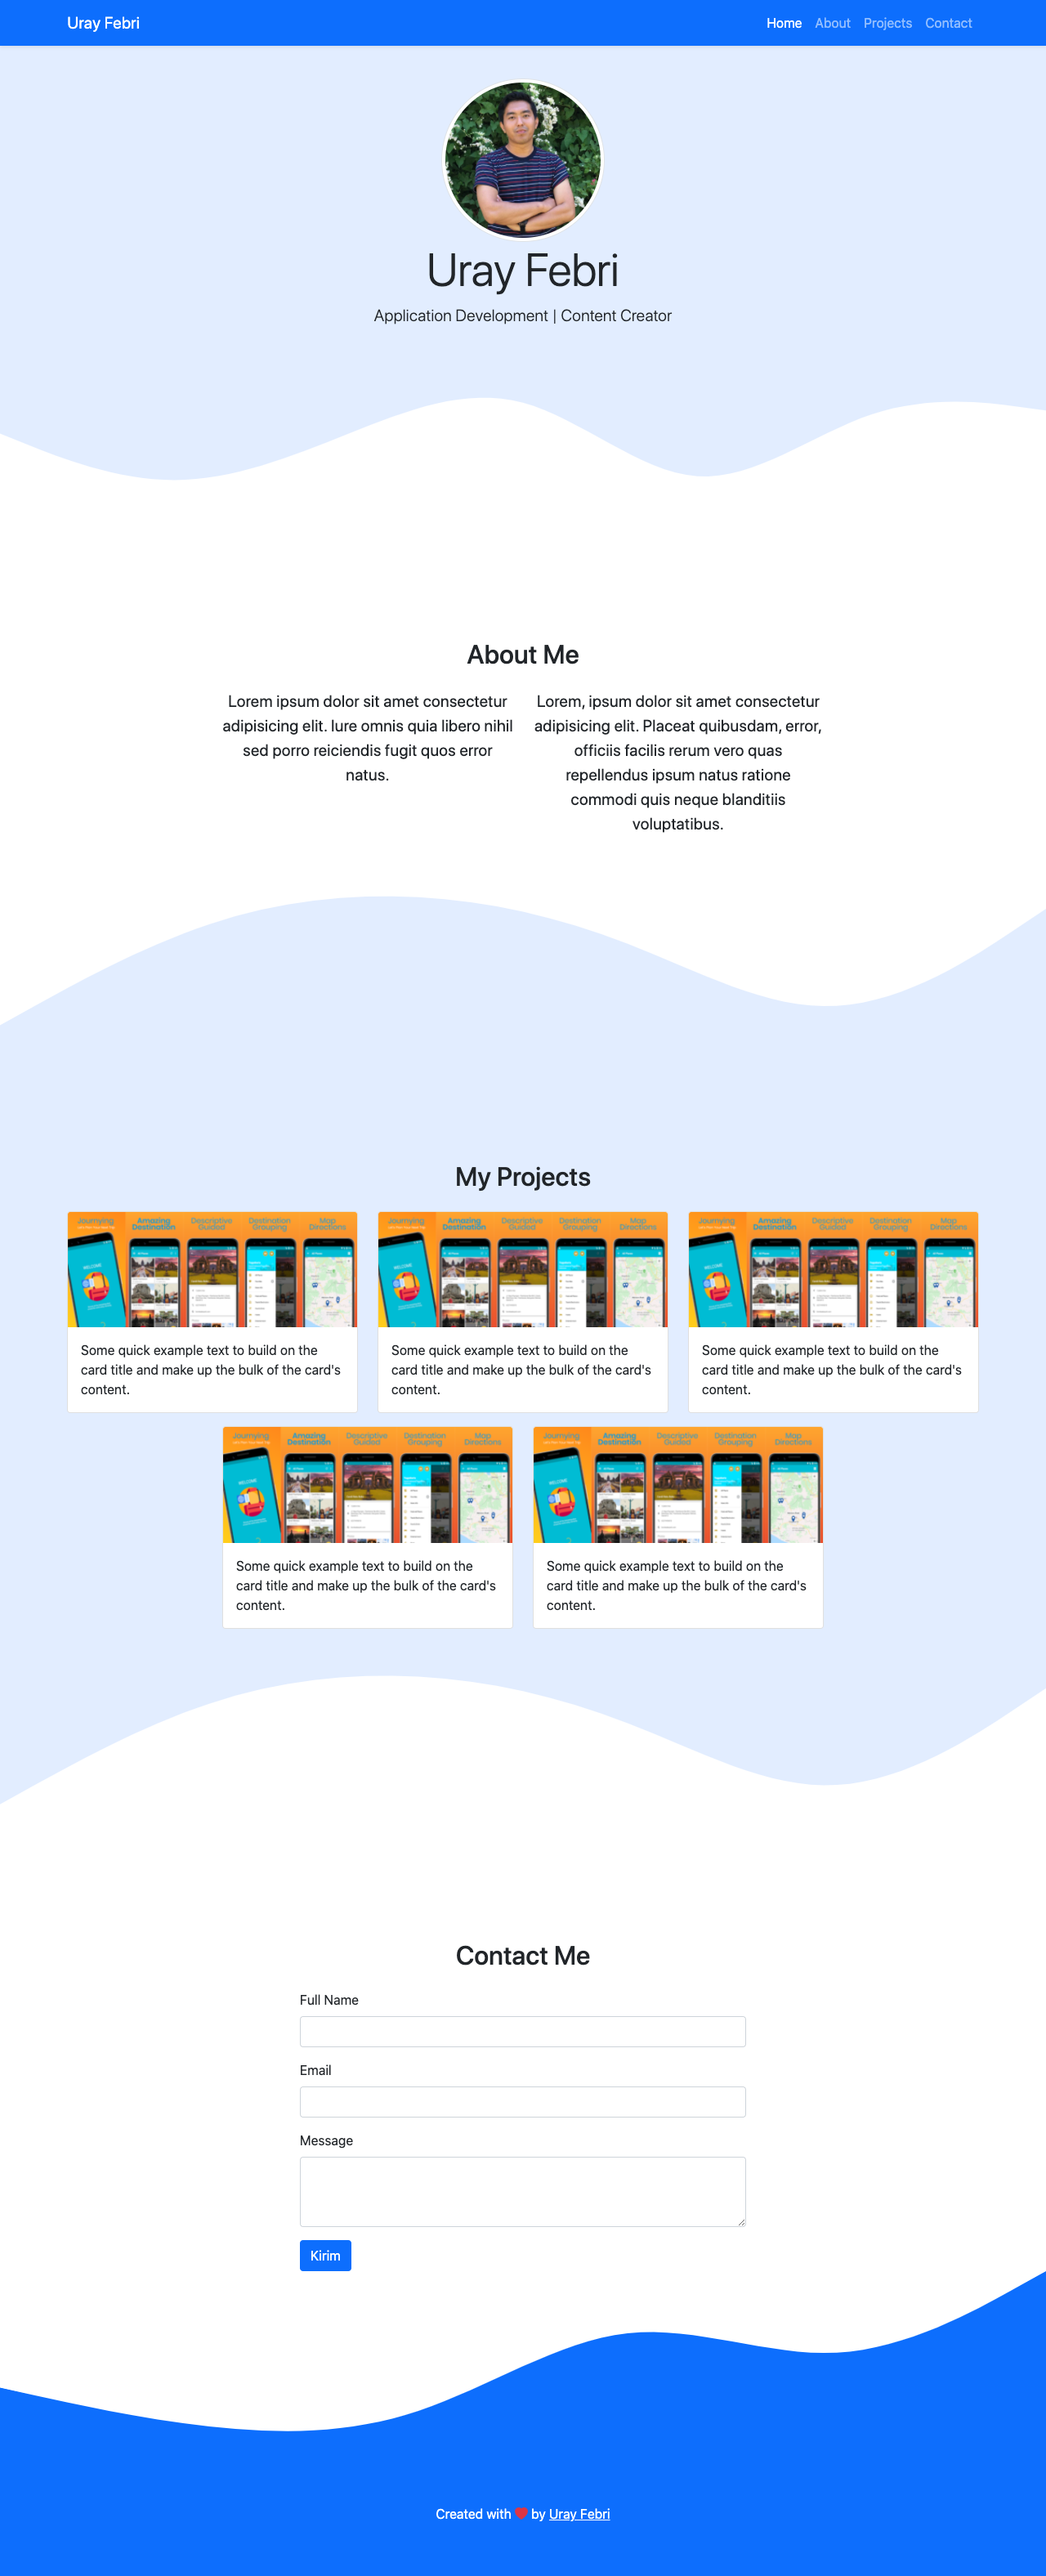 Uray Febri
Home About Projects Contact
Uray Febri
Application Development | Content Creator
About Me
Lorem ipsum dolor sit amet consectetur
adipisicing elit. Iure omnis quia libero nihil
sed porro reiciendis fugit quos error
natus.
Lorem, ipsum dolor sit amet consectetur
adipisicing elit. Placeat quibusdam, error,
officiis facilis rerum vero quas
repellendus ipsum natus ratione
commodi quis neque blanditiis
voluptatibus.
My Projects
Journying
Amazing
Destination
Descriptive
Guided
Destination
Grouping
Map
Directions
WELCOME
Some quick example text to build on the
card title and make up the bulk of the card's
content.
Journying
Amazing
Destination
Descriptive
Guided
Destination
Grouping
Map
Directions
WELCOME
Some quick example text to build on the
card title and make up the bulk of the card's
content.
Journying
Amazing
Destination
Descriptive
Guided
Destination
Grouping
Map
Directions
WELCOME
Some quick example text to build on the
card title and make up the bulk of the card's
content.
Journying
Amazing
Destination
Descriptive
Guided
Destination
Grouping
Map
Directions
WELCOME
Some quick example text to build on the
card title and make up the bulk of the card's
content.
Journying
Amazing
Destination
Descriptive
Guided
Destination
Grouping
Map
Directions
WELCOME
Some quick example text to build on the
card title and make up the bulk of the card's
content.
Contact Me
Full Name
Email
Message
Kirim
Created with ♥ by Uray Febri